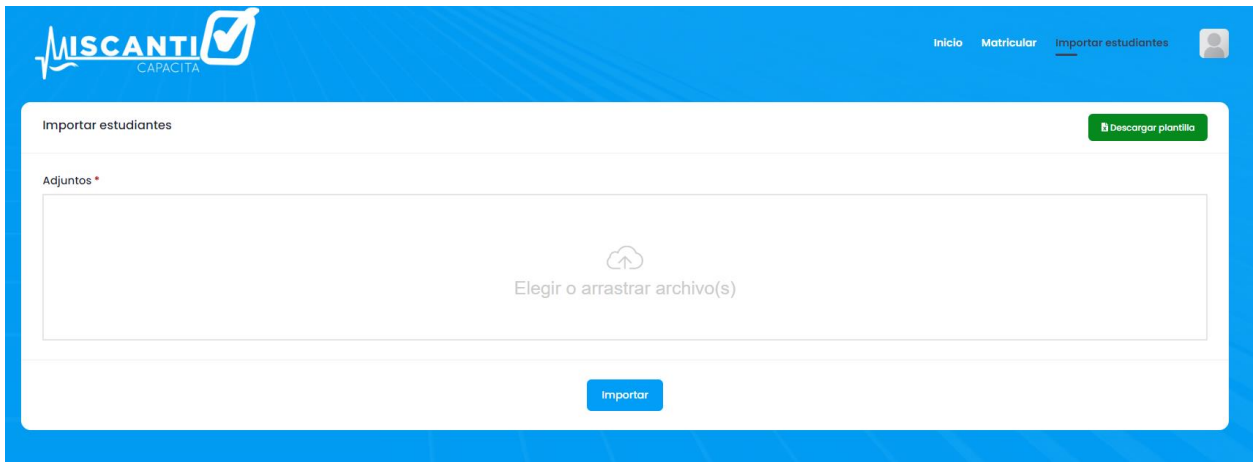 MISCANTI
CAPACITA
Inicio Matricular Importar estudiantes
Importar estudiantes
Descargar plantilla
Adjuntos *
Elegir o arrastrar archivo(s)
Importar